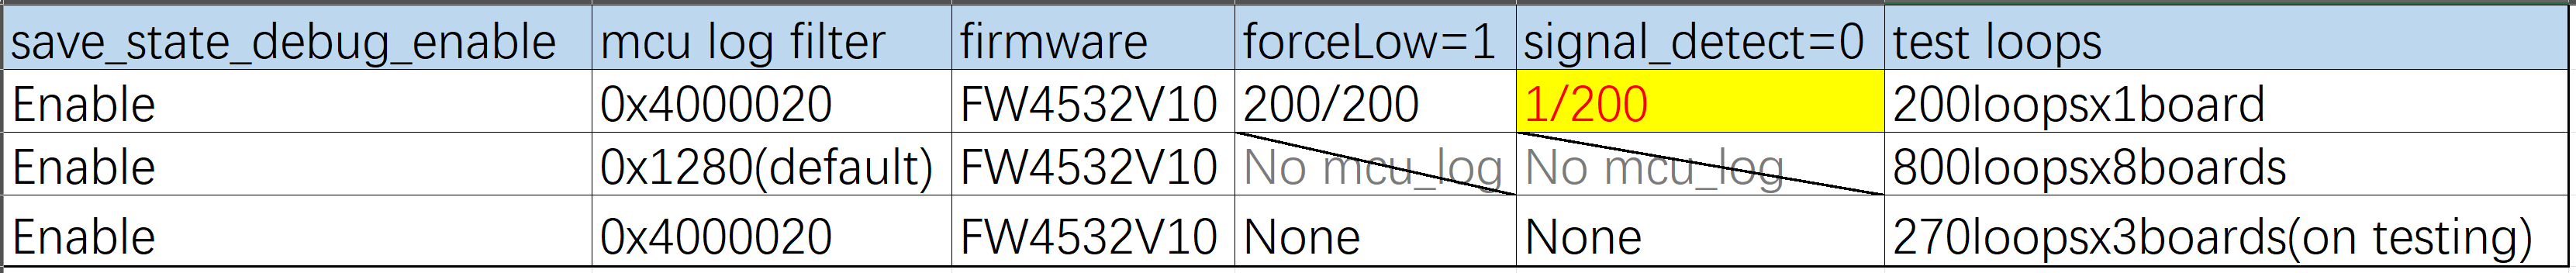 save_state_debug_enable mcu log filter firmware forceLow=1 signal_detect=0 test loops
Enable 0x4000020 FW4532V10 200/200 1/200 200loopsx1board
Enable 0x1280(default) FW4532V10 No mcu_log No mcu_log 800loopsx8boards
Enable 0x4000020 FW4532V10 None None 270loopsx3boards(on testing)